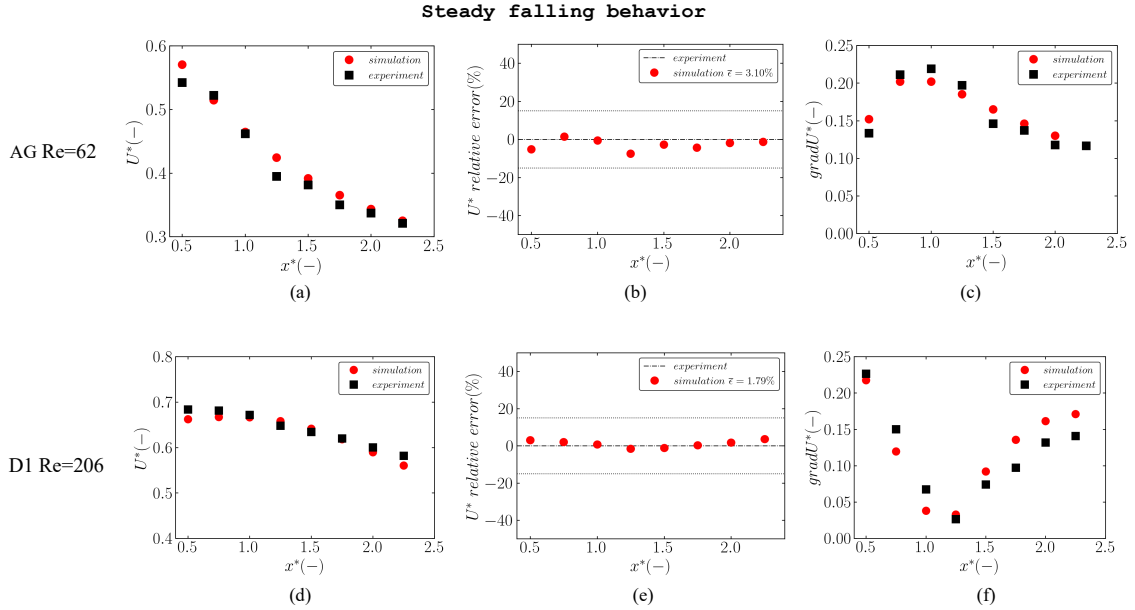 Steady falling behavior
AG Re=62
0.6
0.5
0.4
0.3
U*(−)
0.5 1.0 1.5 2.0 2.5
x*(−)
simulation
experiment
(a)
40
20
0
−20
−40
U* relative error(%)
0.5 1.0 1.5 2.0
x*(−)
experiment
simulation ε̄ = 3.10%
(b)
0.25
0.20
0.15
0.10
0.05
0.00
gradU*(−)
0.5 1.0 1.5 2.0 2.5
x*(−)
simulation
experiment
(c)
D1 Re=206
0.8
0.7
0.6
0.5
0.4
U*(−)
0.5 1.0 1.5 2.0 2.5
x*(−)
simulation
experiment
(d)
40
20
0
−20
−40
U* relative error(%)
0.5 1.0 1.5 2.0
x*(−)
experiment
simulation ε̄ = 1.79%
(e)
0.25
0.20
0.15
0.10
0.05
0.00
gradU*(−)
0.5 1.0 1.5 2.0 2.5
x*(−)
simulation
experiment
(f)